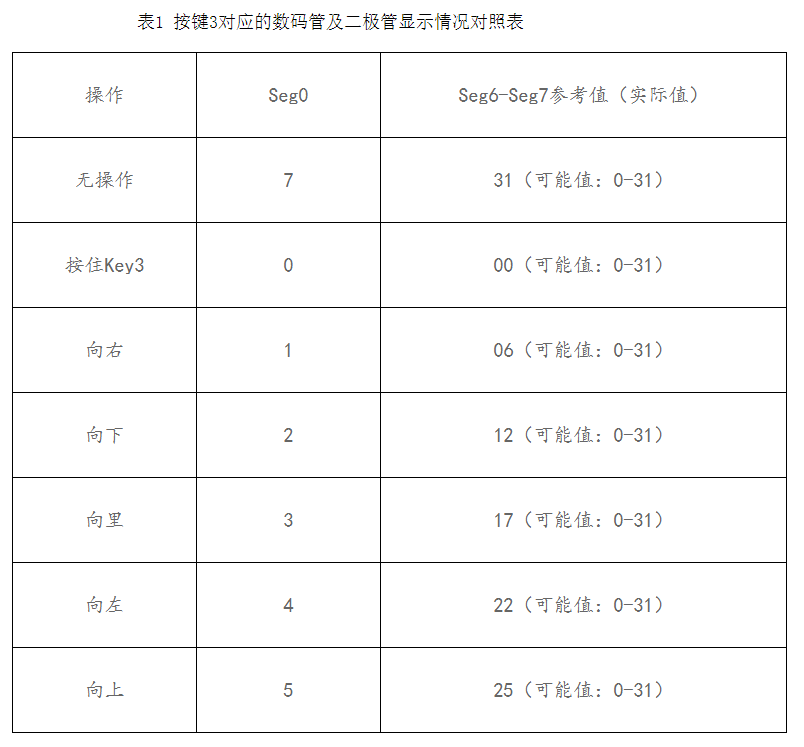 表1 按键3对应的数码管及二极管显示情况对照表
操作 Seg0 Seg6-Seg7参考值（实际值）
无操作 7 31（可能值：0-31）
按住Key3 0 00（可能值：0-31）
向右 1 06（可能值：0-31）
向下 2 12（可能值：0-31）
向里 3 17（可能值：0-31）
向左 4 22（可能值：0-31）
向上 5 25（可能值：0-31）